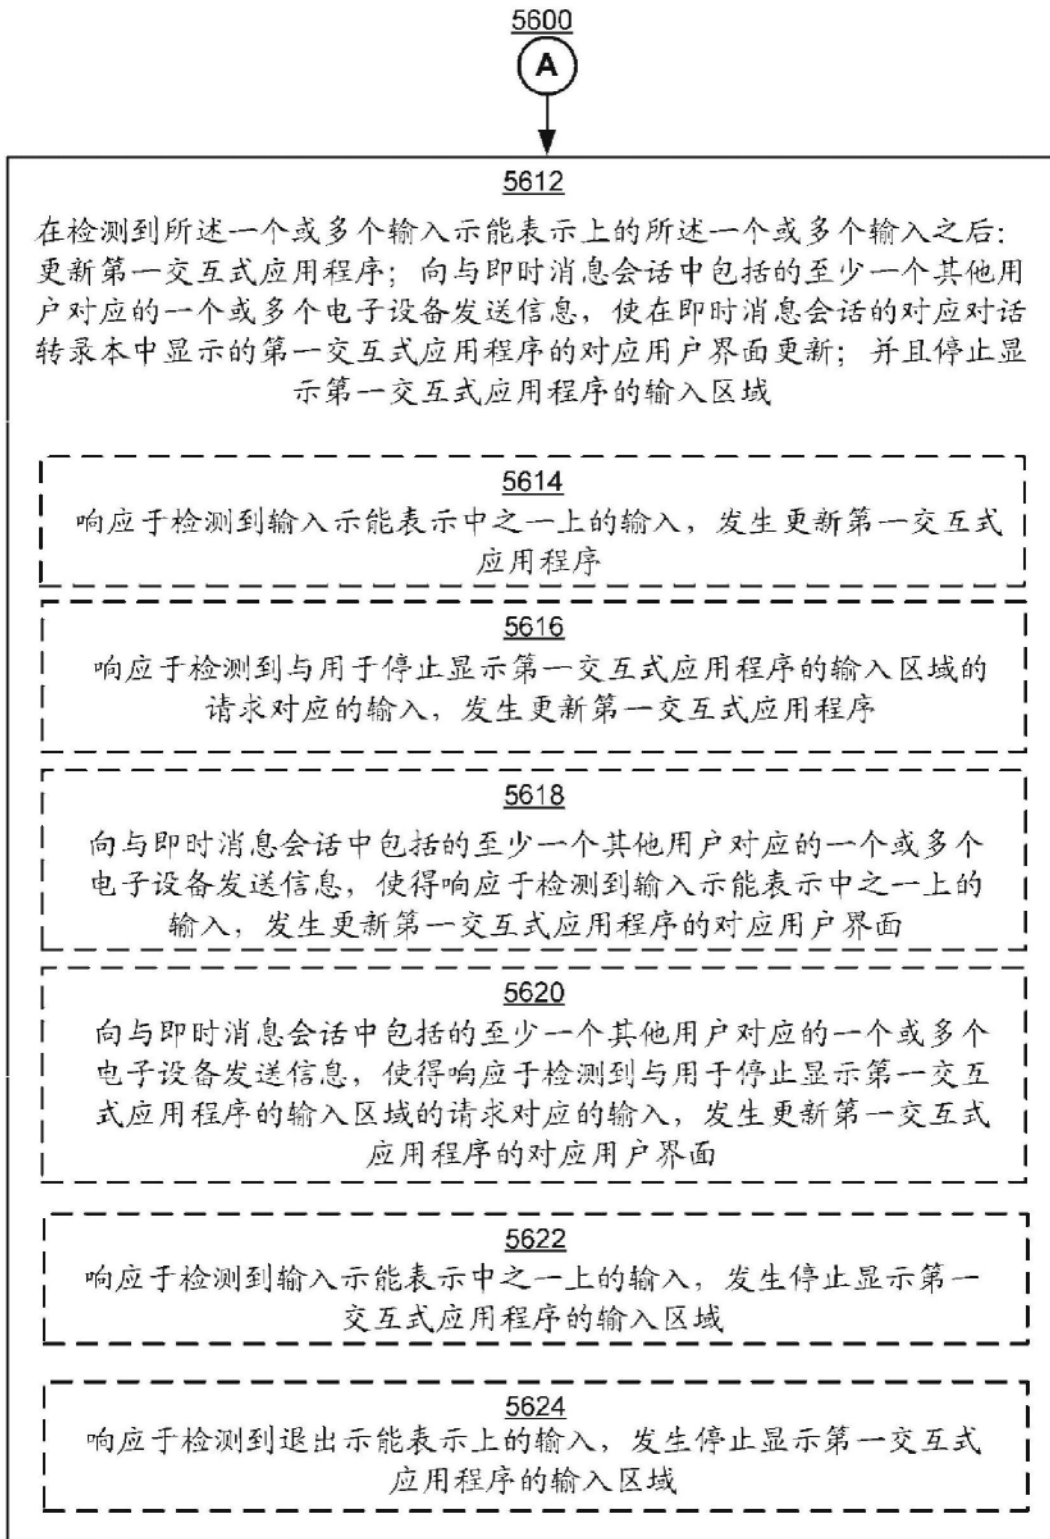 5600
A
5612
在检测到所述一个或多个输入示能表示上的所述一个或多个输入之后：
更新第一交互式应用程序；向与即时消息会话中包括的至少一个其他用
户对应的一个或多个电子设备发送信息，使在即时消息会话的对应对话
转录本中显示的第一交互式应用程序的对应用户界面更新；并且停止显
示第一交互式应用程序的输入区域
5614
响应于检测到输入示能表示中之一上的输入，发生更新第一交互式
应用程序
5616
响应于检测到与用于停止显示第一交互式应用程序的输入区域的
请求对应的输入，发生更新第一交互式应用程序
5618
向与即时消息会话中包括的至少一个其他用户对应的一个或多个
电子设备发送信息，使得响应于检测到输入示能表示中之一上的
输入，发生更新第一交互式应用程序的对应用户界面
5620
向与即时消息会话中包括的至少一个其他用户对应的一个或多个
电子设备发送信息，使得响应于检测到与用于停止显示第一交互
式应用程序的输入区域的请求对应的输入，发生更新第一交互式
应用程序的对应用户界面
5622
响应于检测到输入示能表示中之一上的输入，发生停止显示第一
交互式应用程序的输入区域
5624
响应于检测到退出示能表示上的输入，发生停止显示第一交互式
应用程序的输入区域